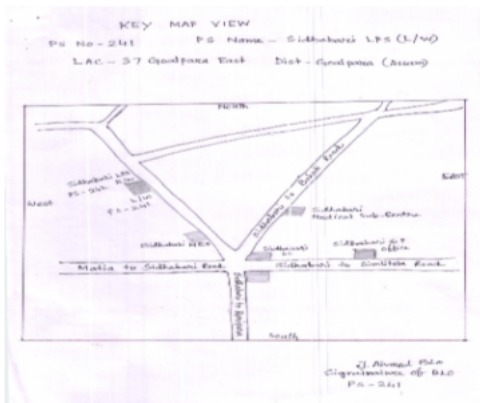 KEY MAP VIEW
PS No - 241 PS Name - Sidhabari LPS (L/W)
LAC - 37 Goalpara East Dist - Goalpara (Assam)
North
West
East
Sidhabari LPS
PS-241
L/W
Sidhabari to Road
Sidhabari
Medical Sub-Centre
Sidhabari MES
Sidhabari
Sidhabari G.P
Office
Matia to Sidhabari Road
Sidhabari to Simlitola Road
Sidhabari to
South
Signature of BLO
PS-241